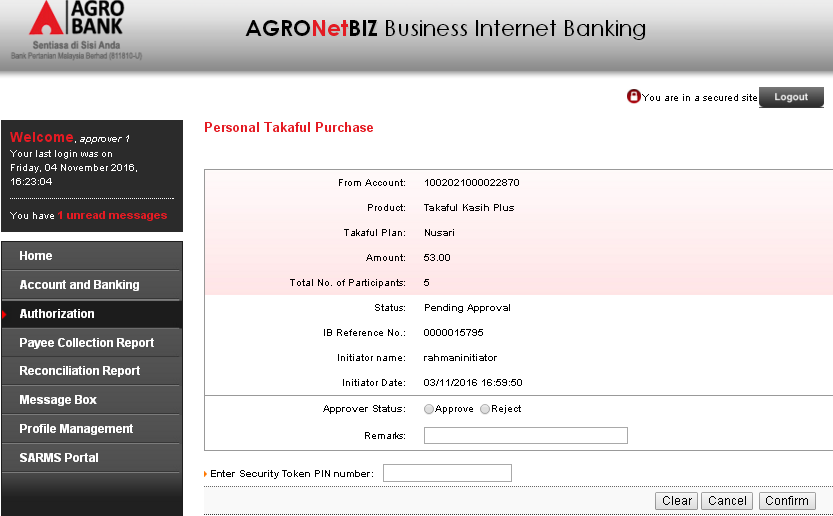 AGRO
BANK
Sentiasa di Sisi Anda
Bank Pertanian Malaysia Berhad (811810-U)
AGRONetBIZ Business Internet Banking
You are in a secured site
Logout
Welcome, approver 1
Your last login was on
Friday, 04 November 2016,
16:23:04
You have 1 unread messages
Home
Account and Banking
Authorization
Payee Collection Report
Reconciliation Report
Message Box
Profile Management
SARMS Portal
Personal Takaful Purchase
From Account: 1002021000022870
Product: Takaful Kasih Plus
Takaful Plan: Nusari
Amount: 53.00
Total No. of Participants: 5
Status: Pending Approval
IB Reference No.: 0000015795
Initiator name: rahmaninitiator
Initiator Date: 03/11/2016 16:59:50
Approver Status: Approve Reject
Remarks:
Enter Security Token PIN number:
Clear Cancel Confirm